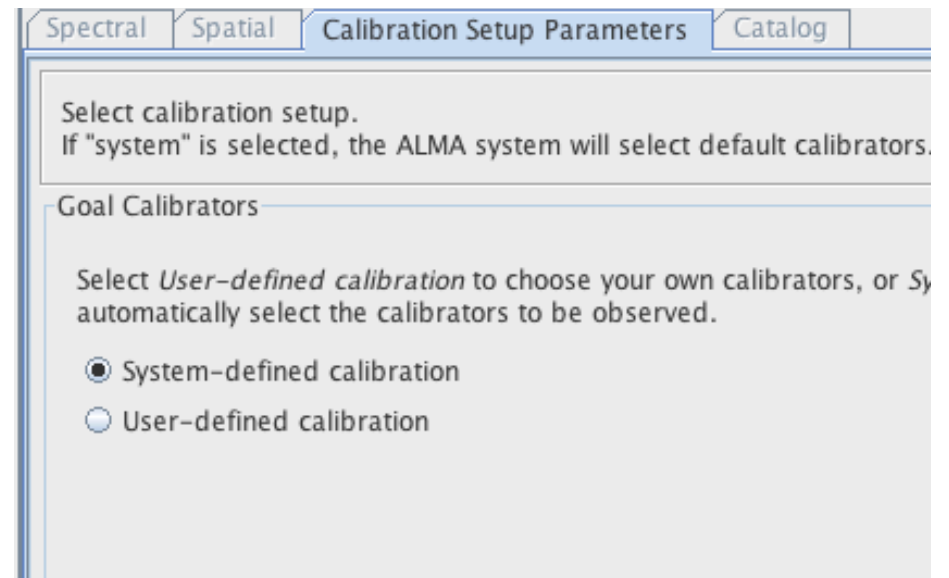 Spectral Spatial Calibration Setup Parameters Catalog
Select calibration setup.
If "system" is selected, the ALMA system will select default calibrators.
Goal Calibrators
Select User-defined calibration to choose your own calibrators, or Sy
automatically select the calibrators to be observed.
System-defined calibration
User-defined calibration